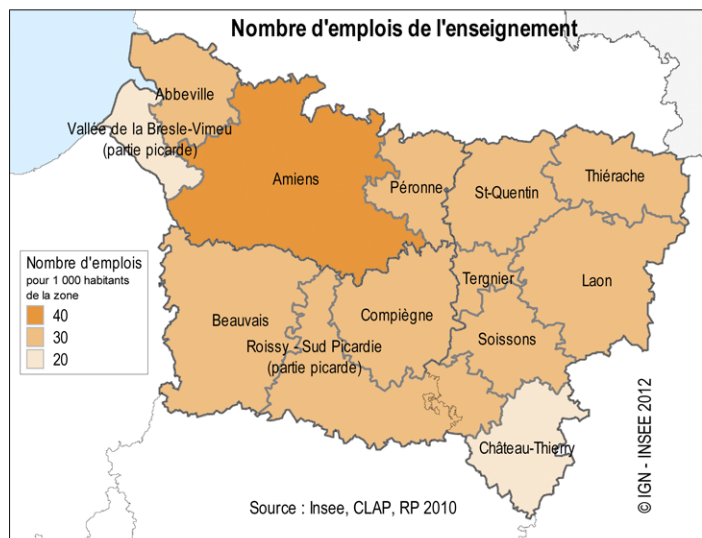 Nombre d'emplois de l'enseignement
Abbeville
Vallée de la Bresle-Vimeu
(partie picarde)
Amiens
Péronne
St-Quentin
Thiérache
Nombre d'emplois
pour 1 000 habitants
de la zone
40
30
20
Beauvais
Roissy - Sud Picardie
(partie picarde)
Compiègne
Tergnier
Laon
Soissons
Château-Thierry
Source : Insee, CLAP, RP 2010
© IGN - INSEE 2012